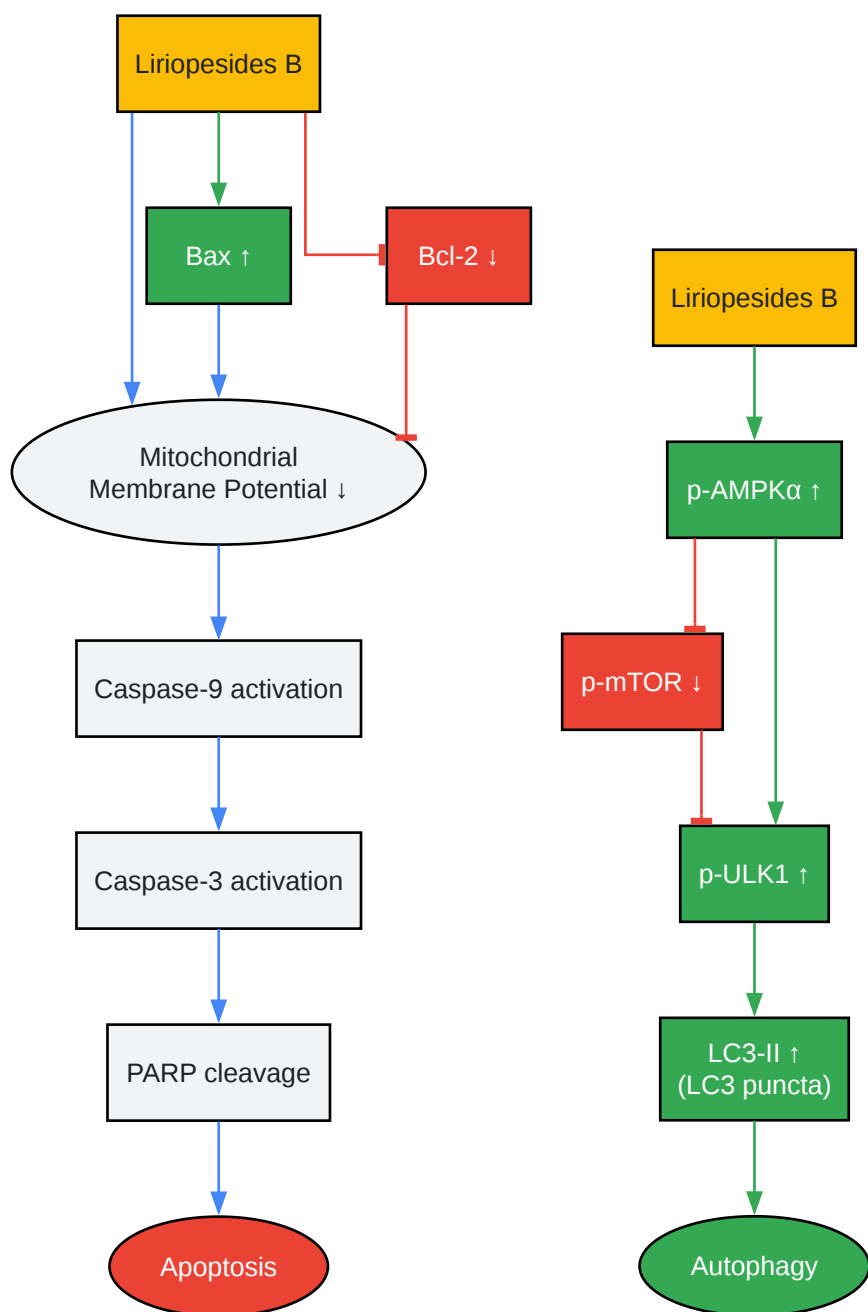 Liriopesides B
Bax ↑
Bcl-2 ↓
Mitochondrial
Membrane Potential ↓
Caspase-9 activation
Caspase-3 activation
PARP cleavage
Apoptosis
Liriopesides B
p-AMPKα ↑
p-mTOR ↓
p-ULK1 ↑
LC3-II ↑
(LC3 puncta)
Autophagy